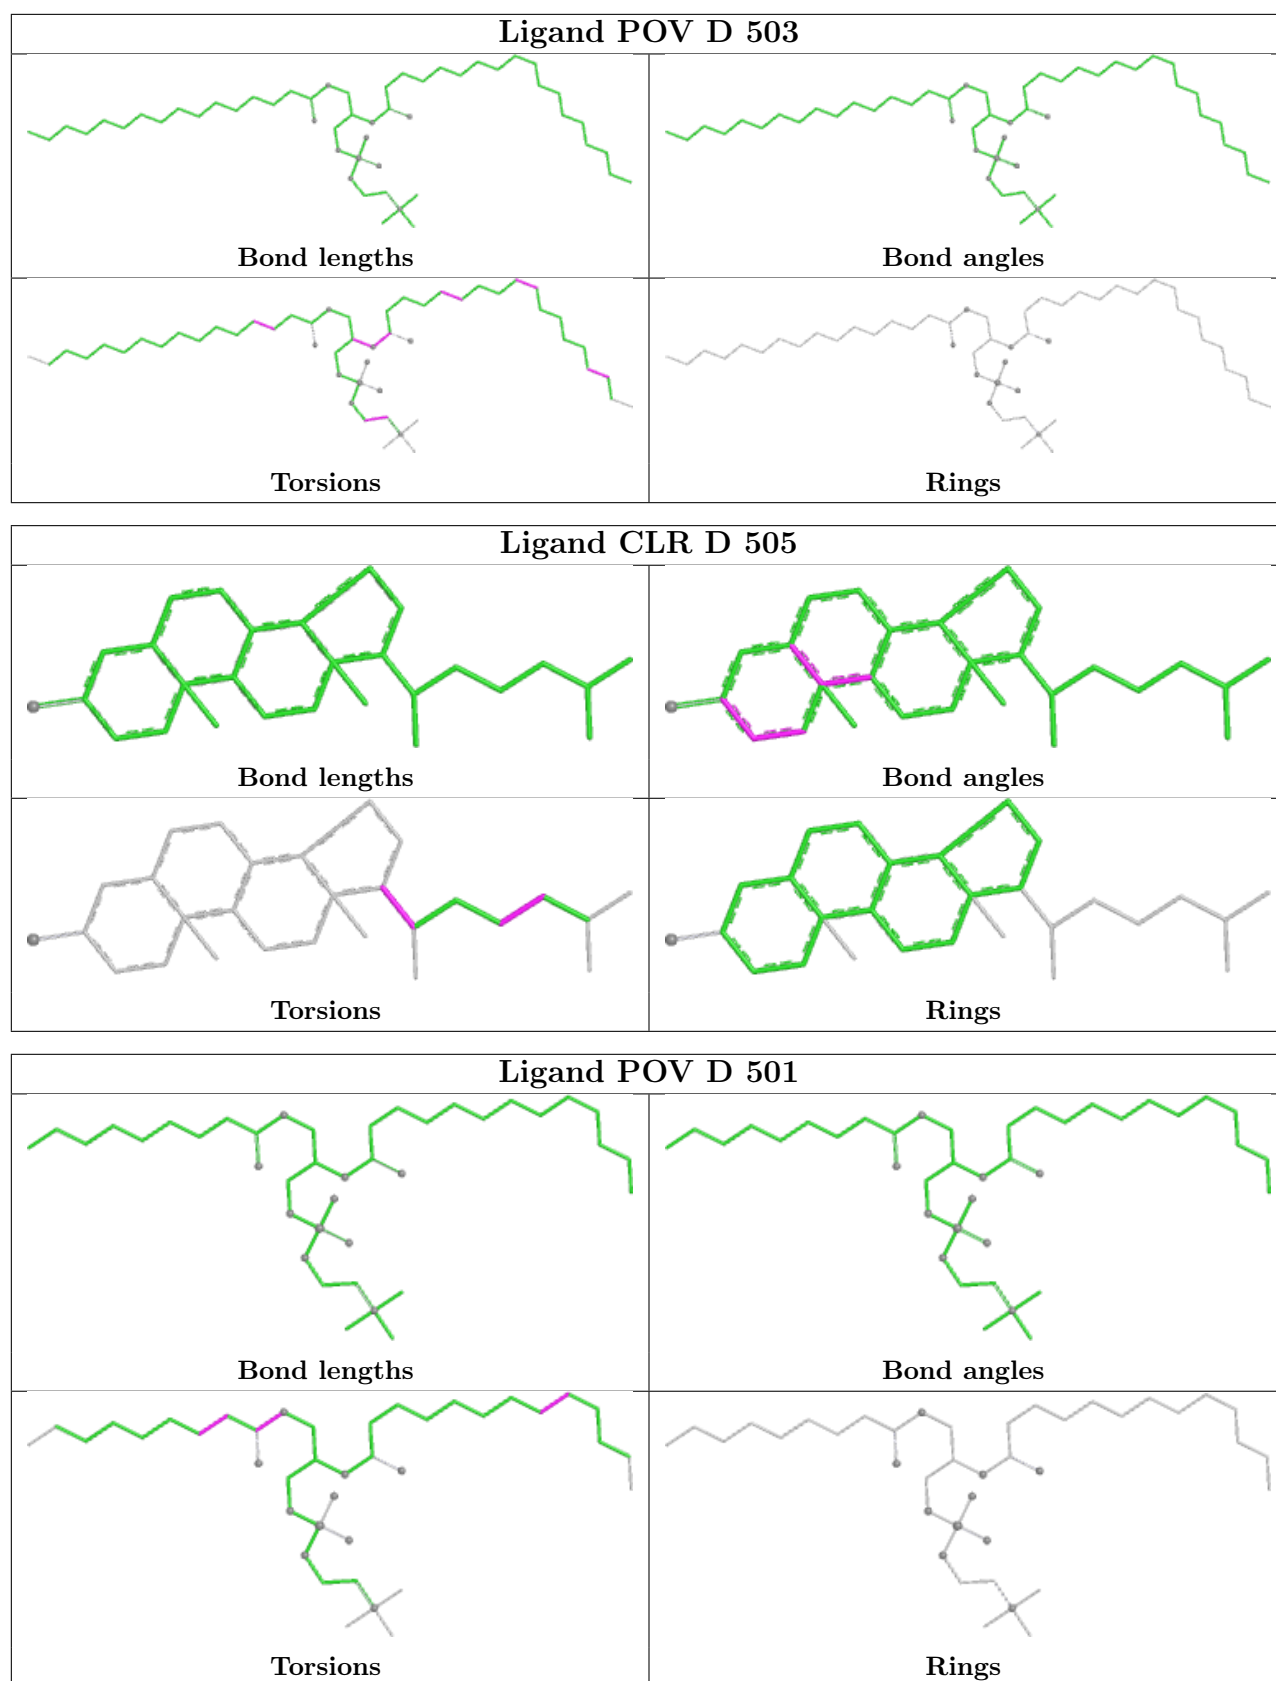 Ligand POV D 503
Bond lengths
Bond angles
Torsions
Rings
Ligand CLR D 505
Bond lengths
Bond angles
Torsions
Rings
Ligand POV D 501
Bond lengths
Bond angles
Torsions
Rings